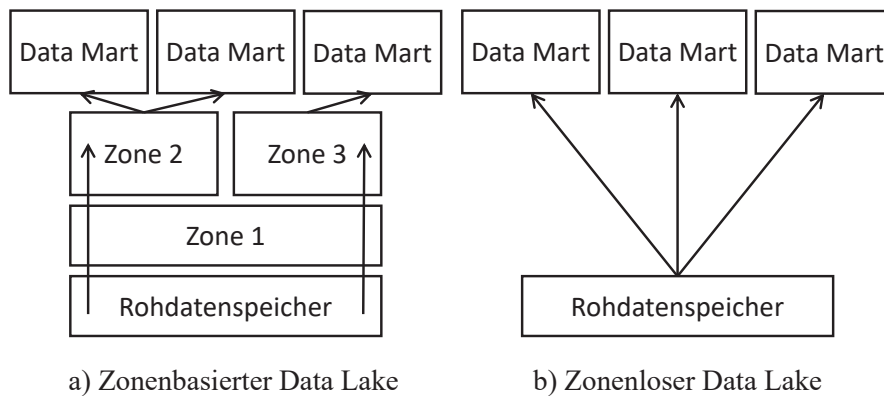 Data Mart Data Mart Data Mart
Zone 2 Zone 3
Zone 1
Rohdatenspeicher
a) Zonenbasierter Data Lake
Data Mart Data Mart Data Mart
Rohdatenspeicher
b) Zonenloser Data Lake